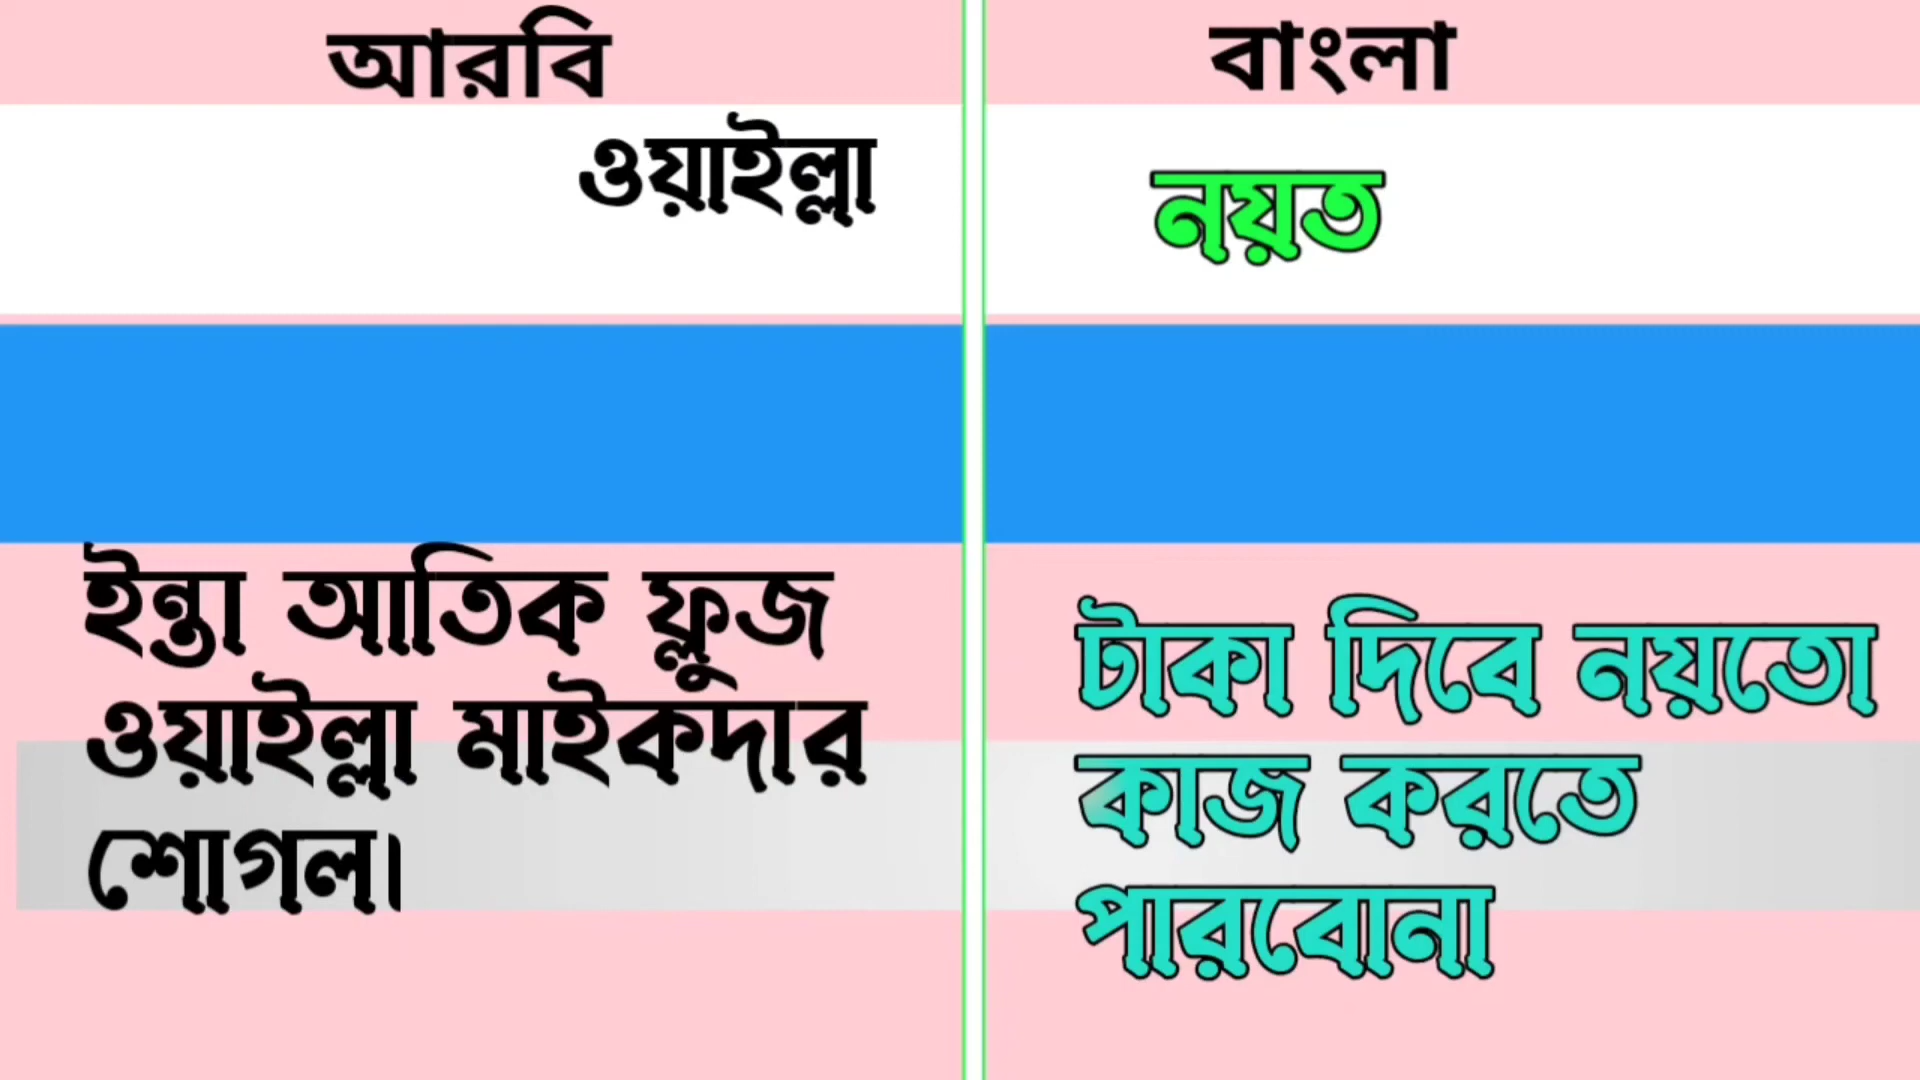 আরবি
বাংলা
ওয়াইল্লা
নয়ত
ইন্তা আতিক ফ্লুজ
ওয়াইল্লা মাইকদার
শোগল।
টাকা দিবে নয়তো
কাজ করতে
পারবোনা